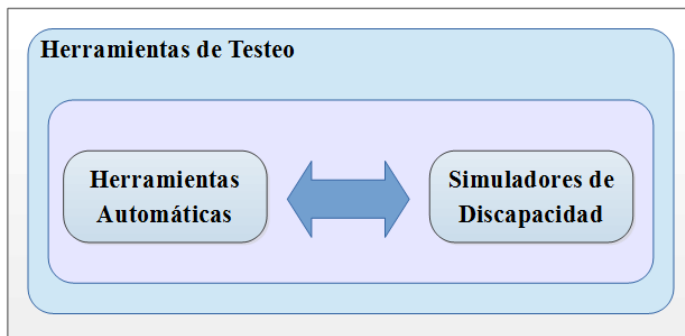 Herramientas de Testeo
Herramientas
Automáticas
Simuladores de
Discapacidad